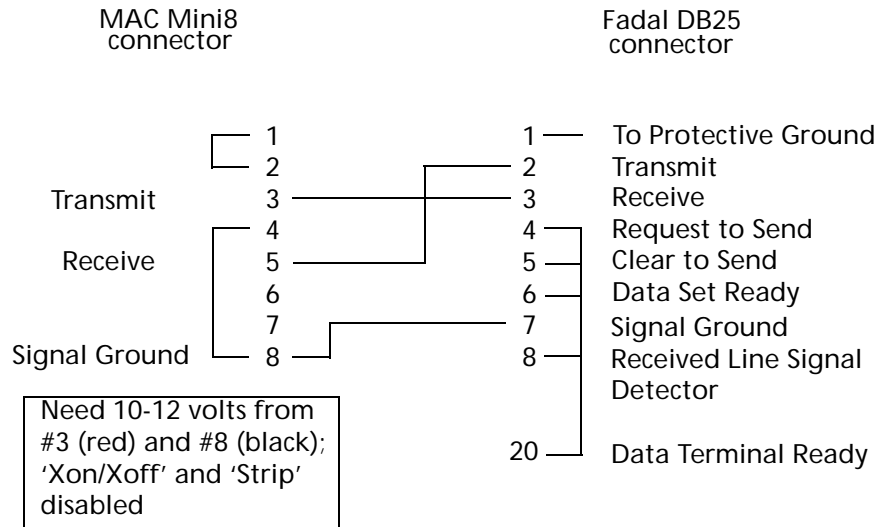 MAC Mini8
connector
Fadal DB25
connector
1
1
To Protective Ground
2
2
Transmit
Transmit
3
3
Receive
4
4
Request to Send
Receive
5
5
Clear to Send
6
6
Data Set Ready
7
7
Signal Ground
Signal Ground
8
8
Received Line Signal
Detector
Need 10-12 volts from
#3 (red) and #8 (black);
‘Xon/Xoff’ and ‘Strip’
disabled
20
Data Terminal Ready